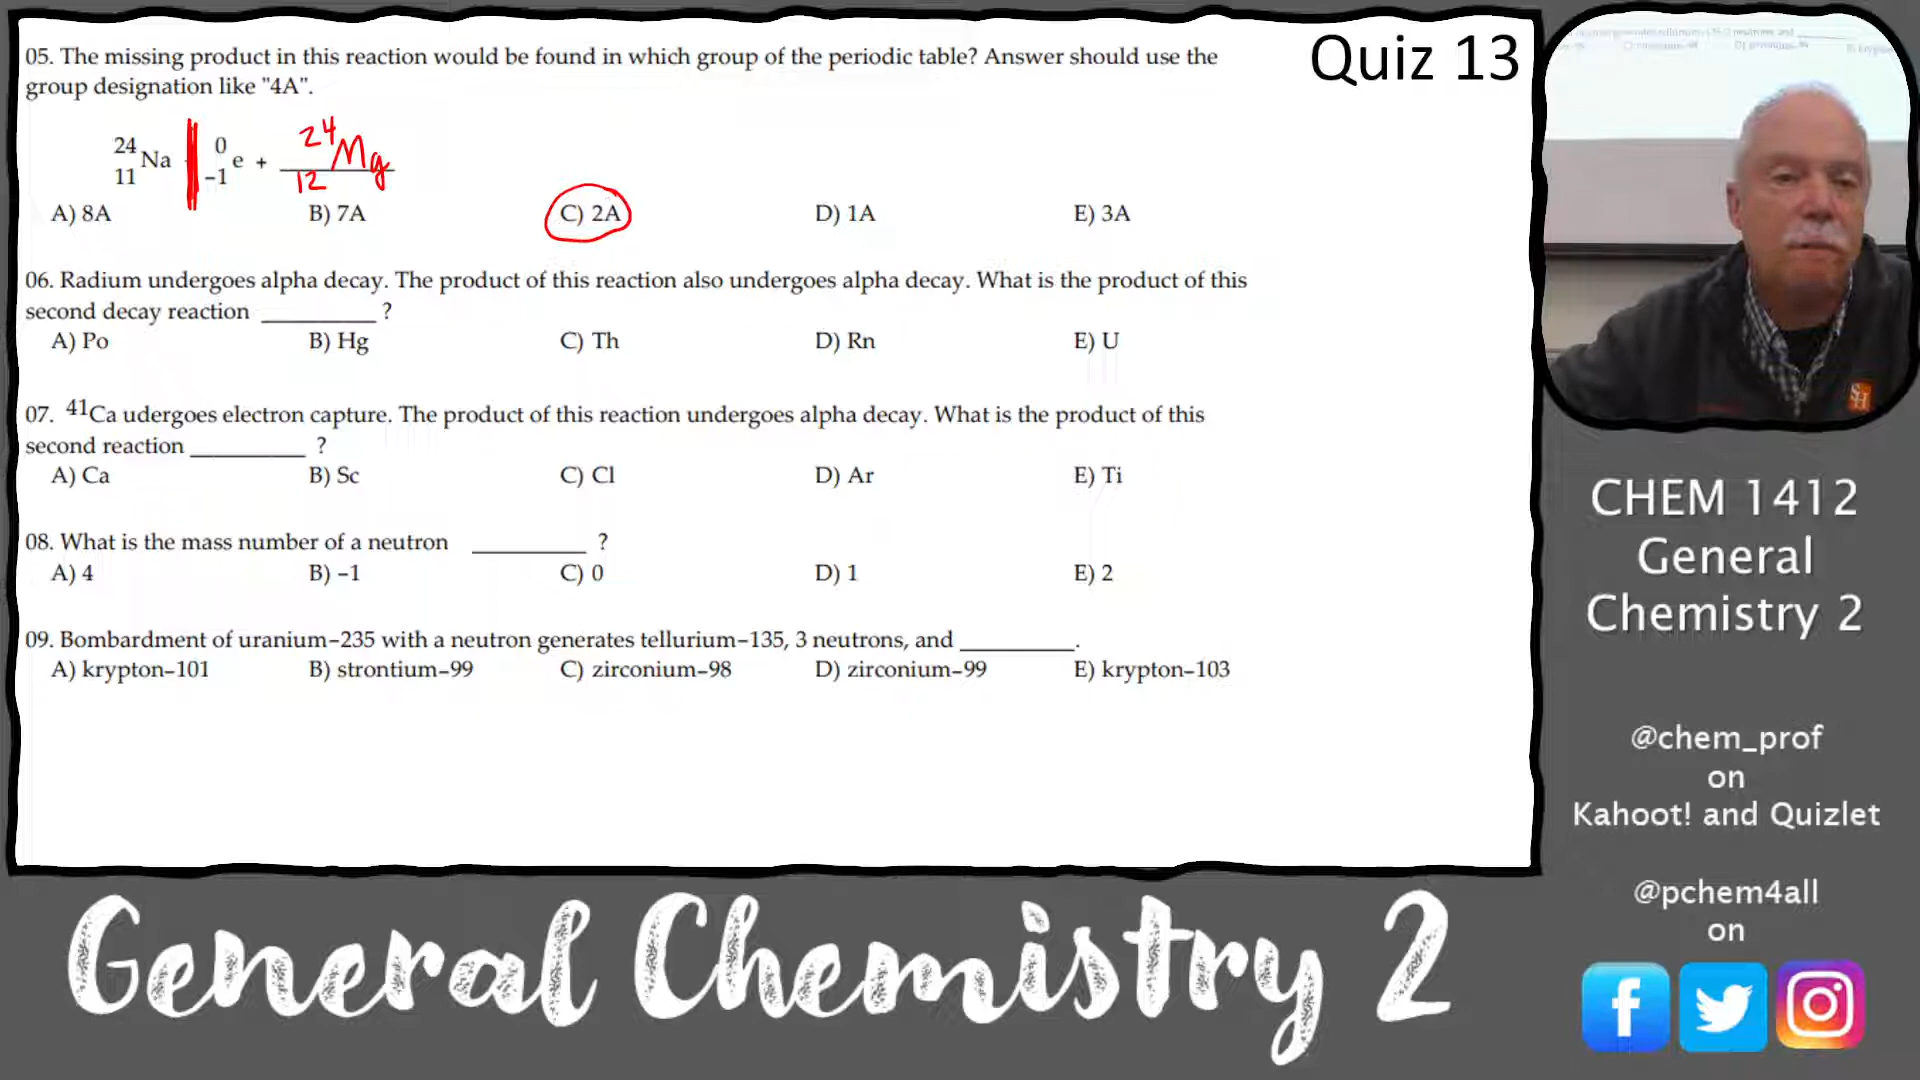 Quiz 13
05. The missing product in this reaction would be found in which group of the periodic table? Answer should use the
group designation like "4A".
24 0 24
11 Na −1 e + 12 Mg
A) 8A B) 7A C) 2A D) 1A E) 3A
06. Radium undergoes alpha decay. The product of this reaction also undergoes alpha decay. What is the product of this
second decay reaction __________ ?
A) Po B) Hg C) Th D) Rn E) U
07. 41Ca udergoes electron capture. The product of this reaction undergoes alpha decay. What is the product of this
second reaction __________ ?
A) Ca B) Sc C) Cl D) Ar E) Ti
08. What is the mass number of a neutron __________ ?
A) 4 B) −1 C) 0 D) 1 E) 2
09. Bombardment of uranium−235 with a neutron generates tellurium−135, 3 neutrons, and __________.
A) krypton−101 B) strontium−99 C) zirconium−98 D) zirconium−99 E) krypton−103
SH
CHEM 1412
General
Chemistry 2
@chem_prof
on
Kahoot! and Quizlet
@pchem4all
on
General Chemistry 2